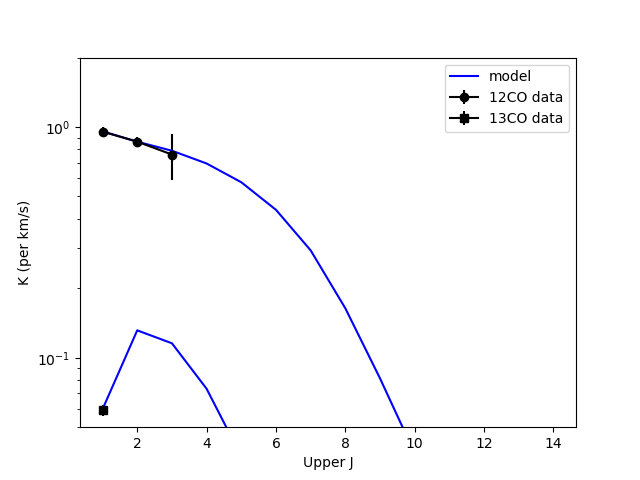 model
12CO data
13CO data
10⁰
10⁻¹
K (per km/s)
2 4 6 8 10 12 14
Upper J